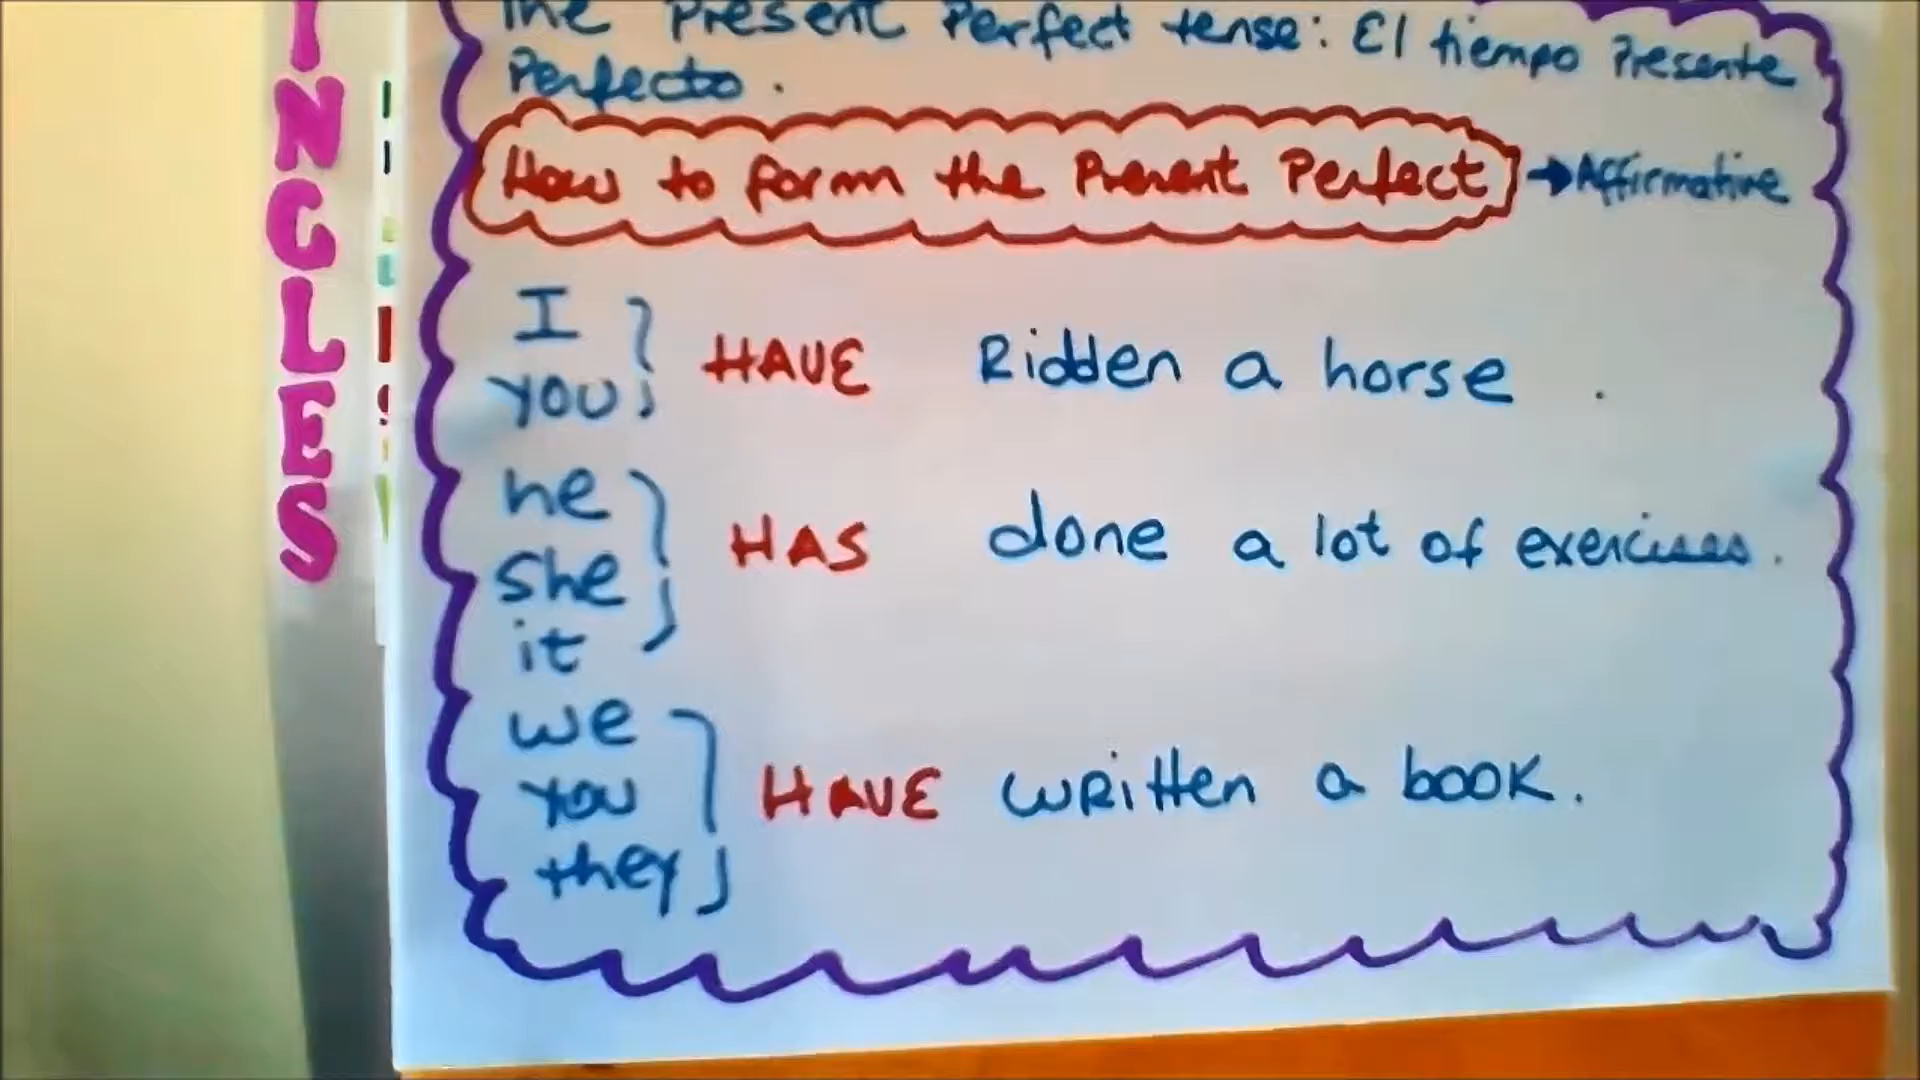 INGLES
The Present Perfect tense: El tiempo Presente
Perfecto.
How to form the Present Perfect → Affirmative
I
you
HAVE Ridden a horse.
he
she
it
HAS done a lot of exercises.
we
you
they
HAVE written a book.